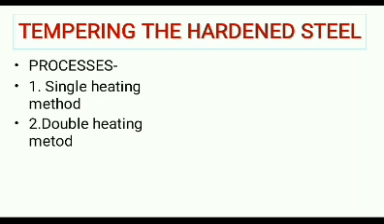 TEMPERING THE HARDENED STEEL
• PROCESSES-
• 1. Single heating
method
• 2.Double heating
metod